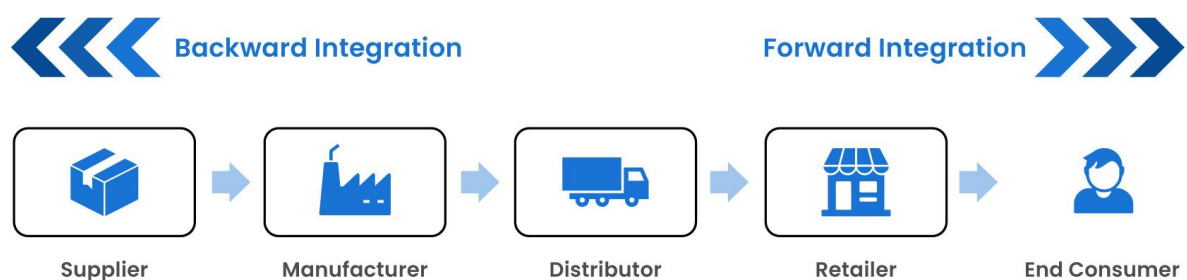 Backward Integration
Forward Integration
Supplier
Manufacturer
Distributor
Retailer
End Consumer